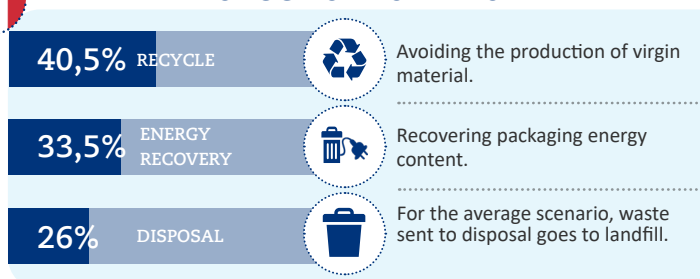 40,5% RECYCLE
Avoiding the production of virgin
material.
33,5% ENERGY
RECOVERY
Recovering packaging energy
content.
26% DISPOSAL
For the average scenario, waste
sent to disposal goes to landfill.